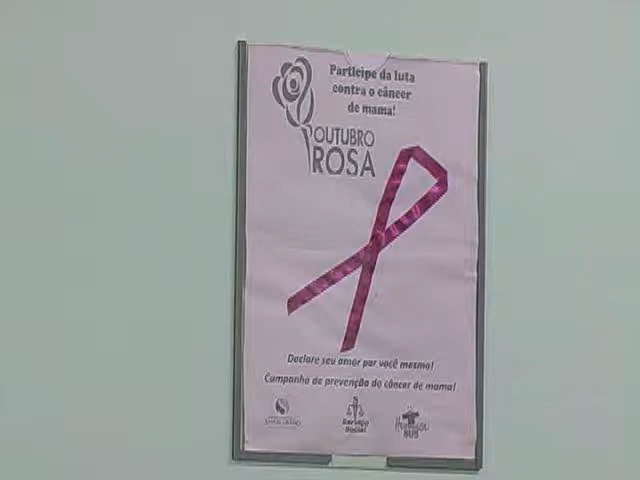 Participe da luta
contra o câncer
de mama!
OUTUBRO
ROSA
Declare seu amor por você mesma!
Campanha de prevenção do câncer de mama!
Serviço
Social
SUS